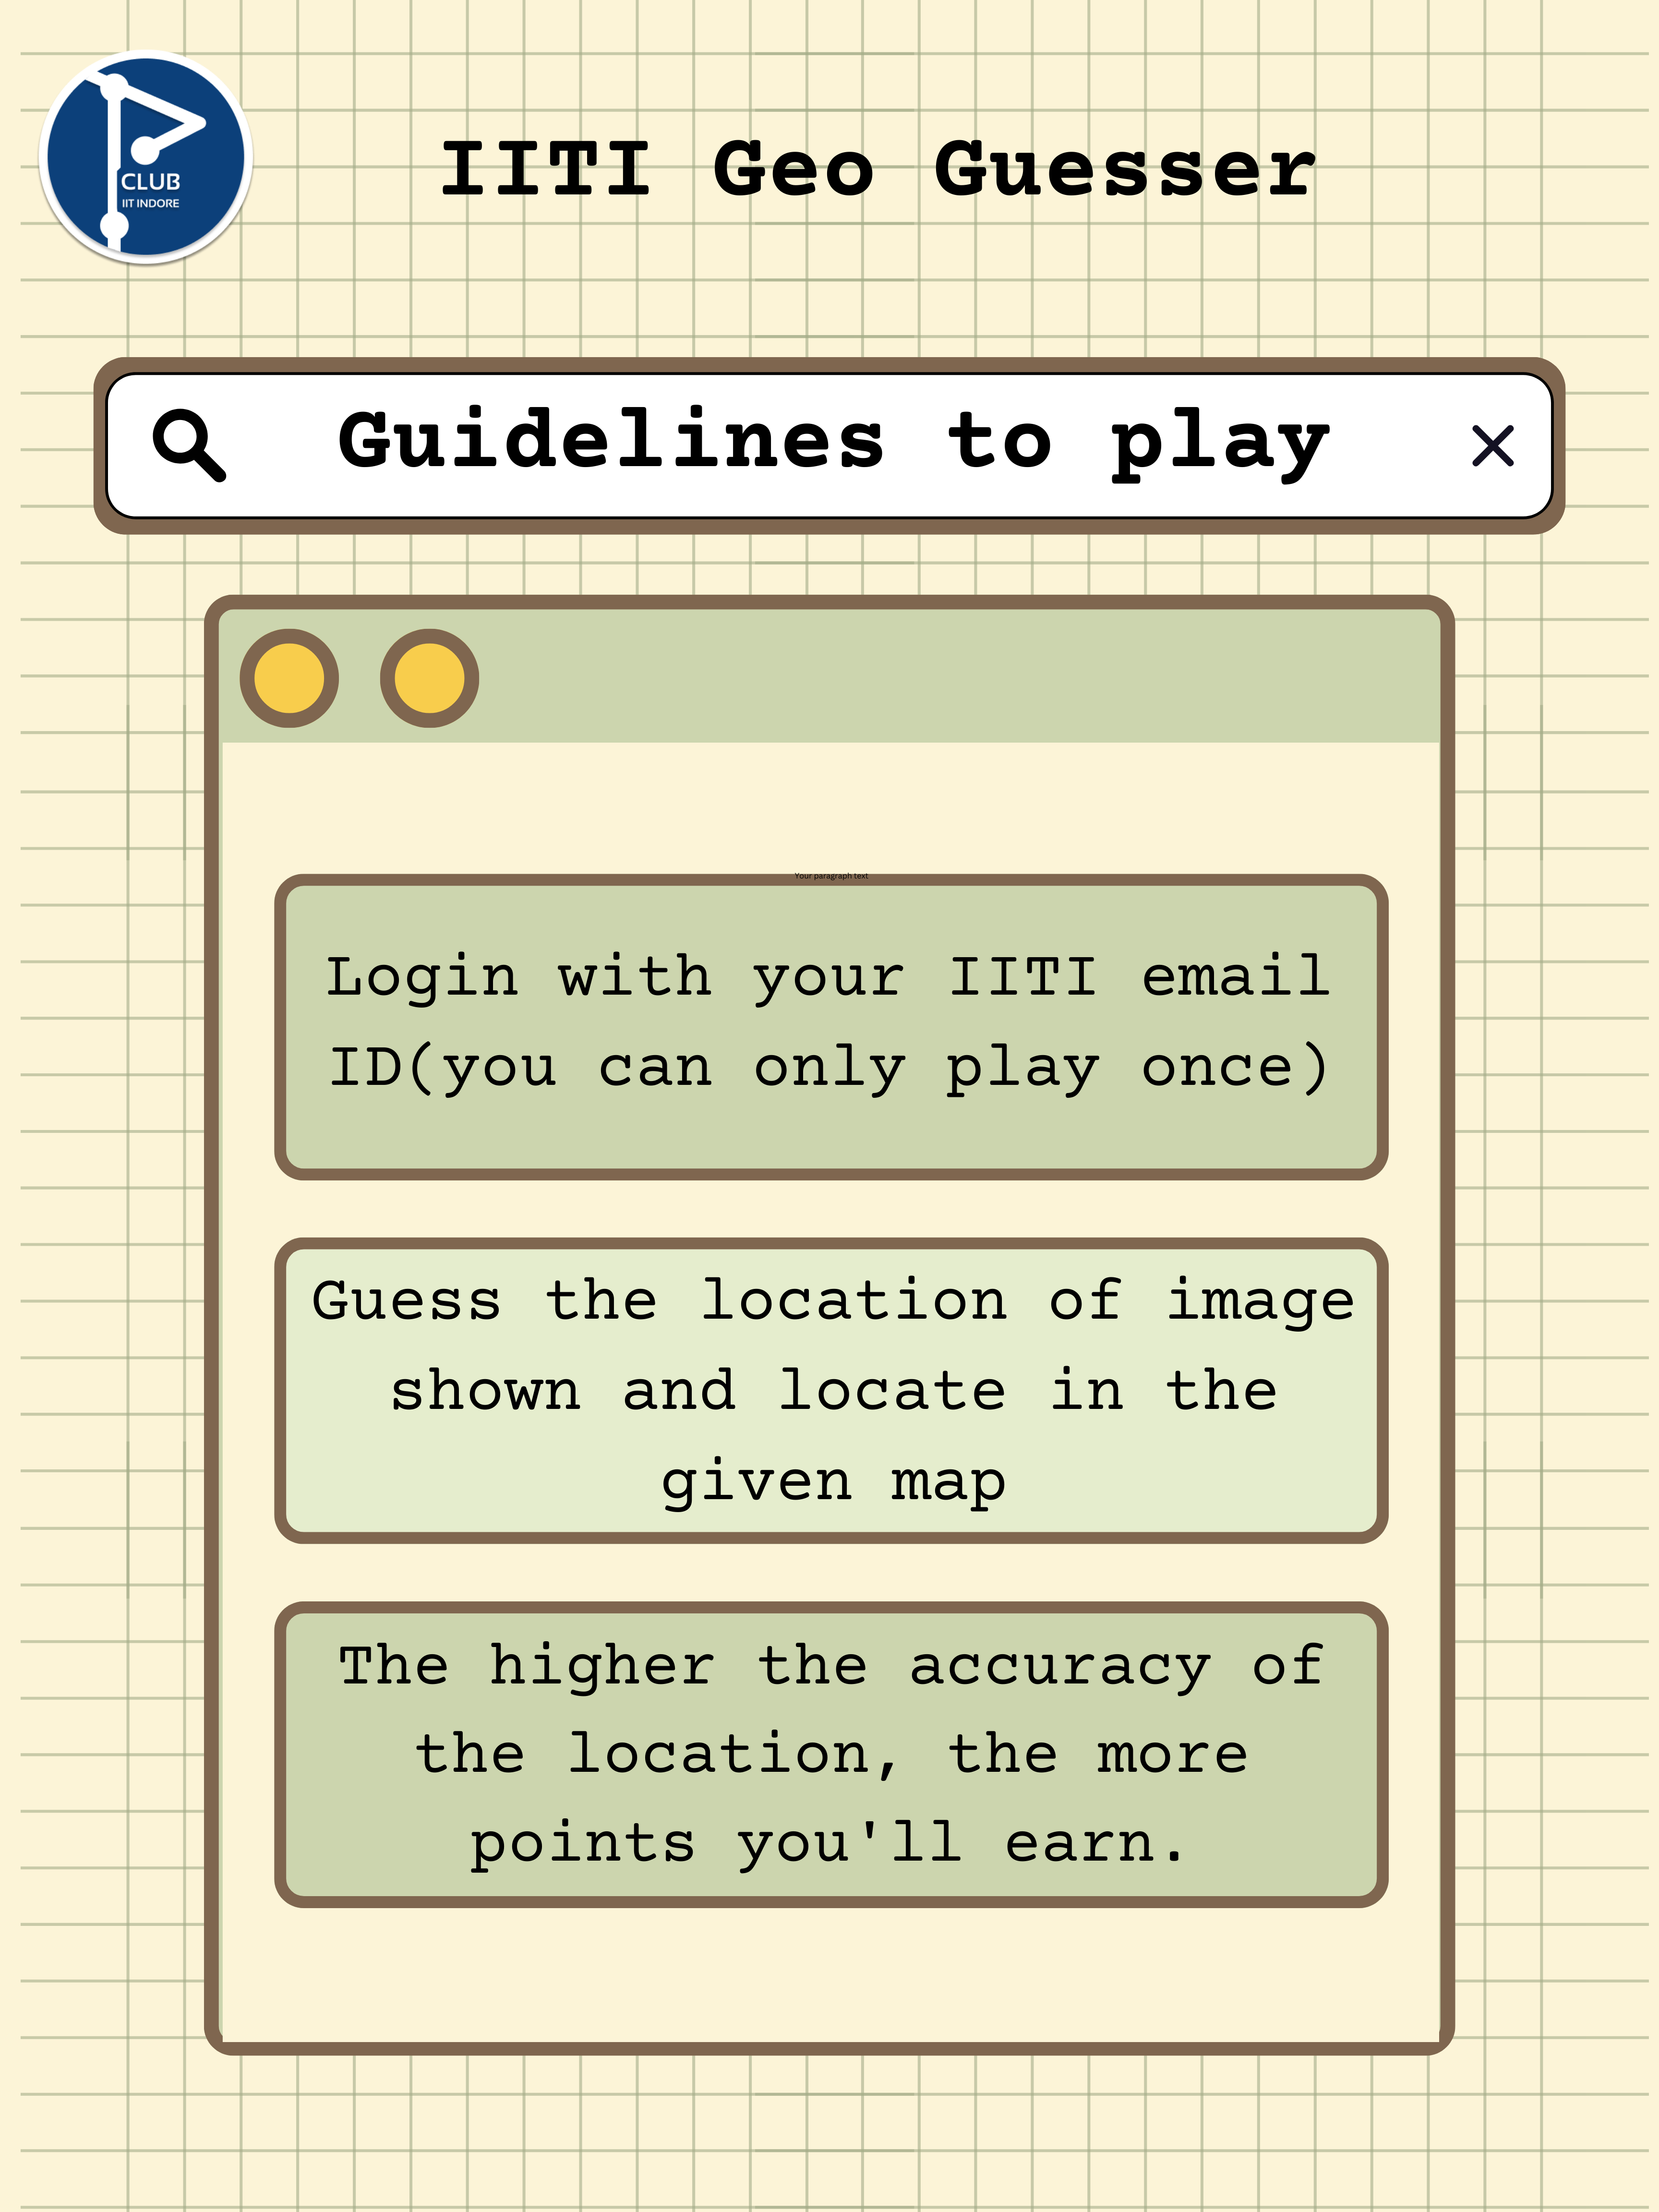 CLUB
IIT INDORE
IITI Geo Guesser
Guidelines to play
Your paragraph text
Login with your IITI email
ID(you can only play once)
Guess the location of image
shown and locate in the
given map
The higher the accuracy of
the location, the more
points you'll earn.